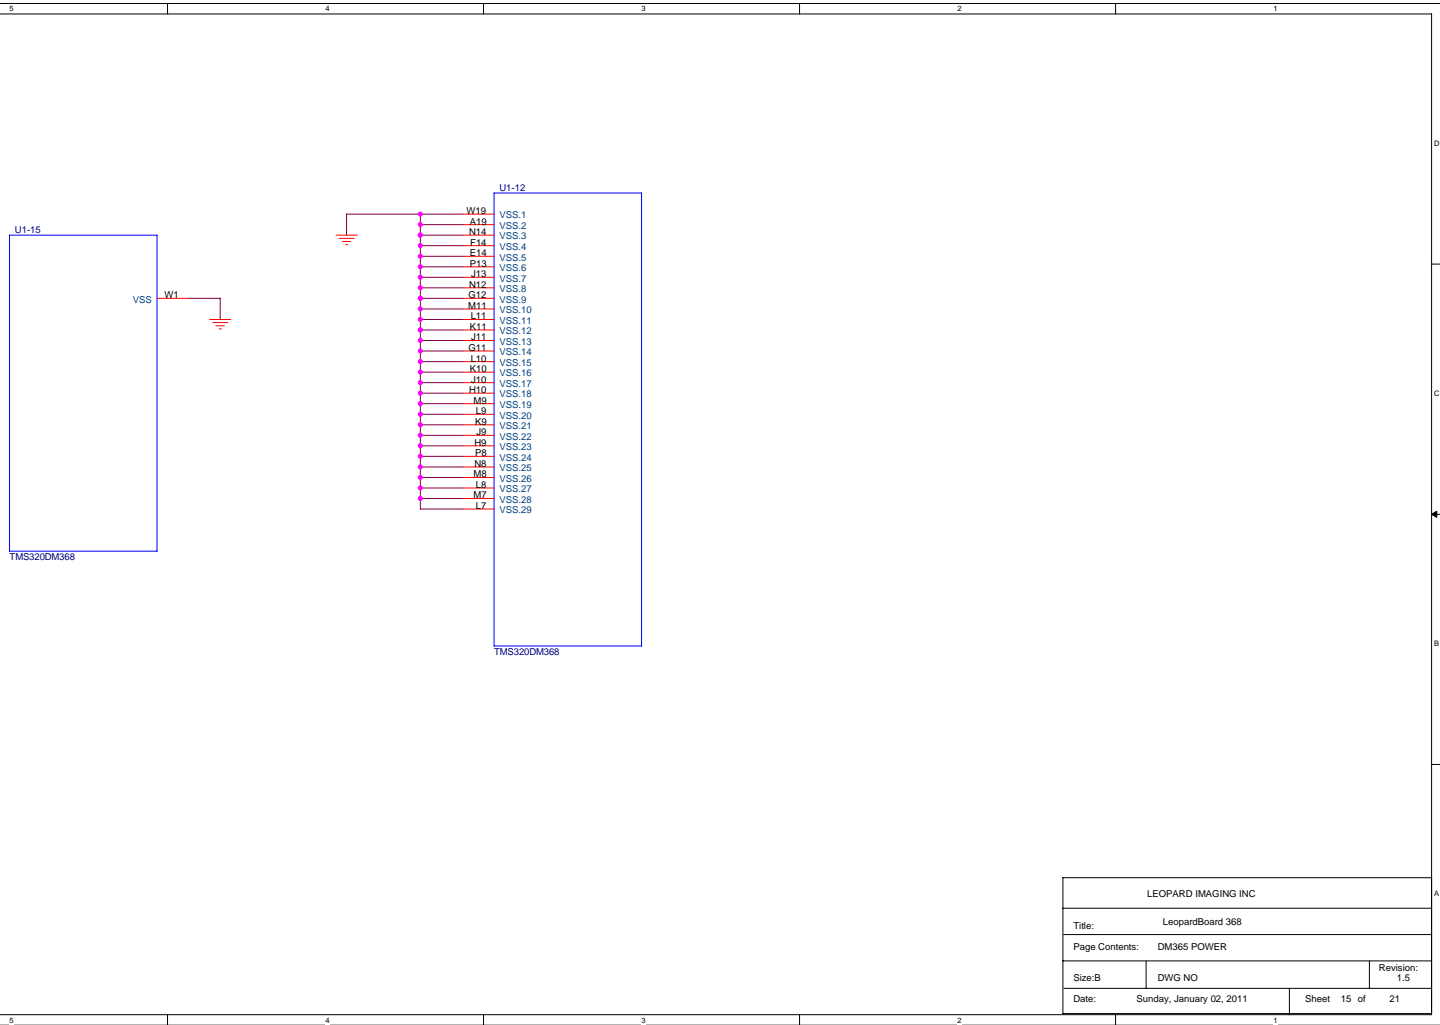 5 4 3 2 1
D
C
B
A
U1-15
VSS W1
TMS320DM368
U1-12
W19 VSS.1
A19 VSS.2
N14 VSS.3
F14 VSS.4
E14 VSS.5
P13 VSS.6
J13 VSS.7
N12 VSS.8
G12 VSS.9
M11 VSS.10
L11 VSS.11
K11 VSS.12
J11 VSS.13
G11 VSS.14
L10 VSS.15
K10 VSS.16
J10 VSS.17
H10 VSS.18
M9 VSS.19
L9 VSS.20
K9 VSS.21
J9 VSS.22
H9 VSS.23
P8 VSS.24
N8 VSS.25
M8 VSS.26
L8 VSS.27
M7 VSS.28
L7 VSS.29
TMS320DM368
LEOPARD IMAGING INC
Title: LeopardBoard 368
Page Contents: DM365 POWER
Size:B DWG NO Revision:
1.5
Date: Sunday, January 02, 2011 Sheet 15 of 21
5 4 3 2 1